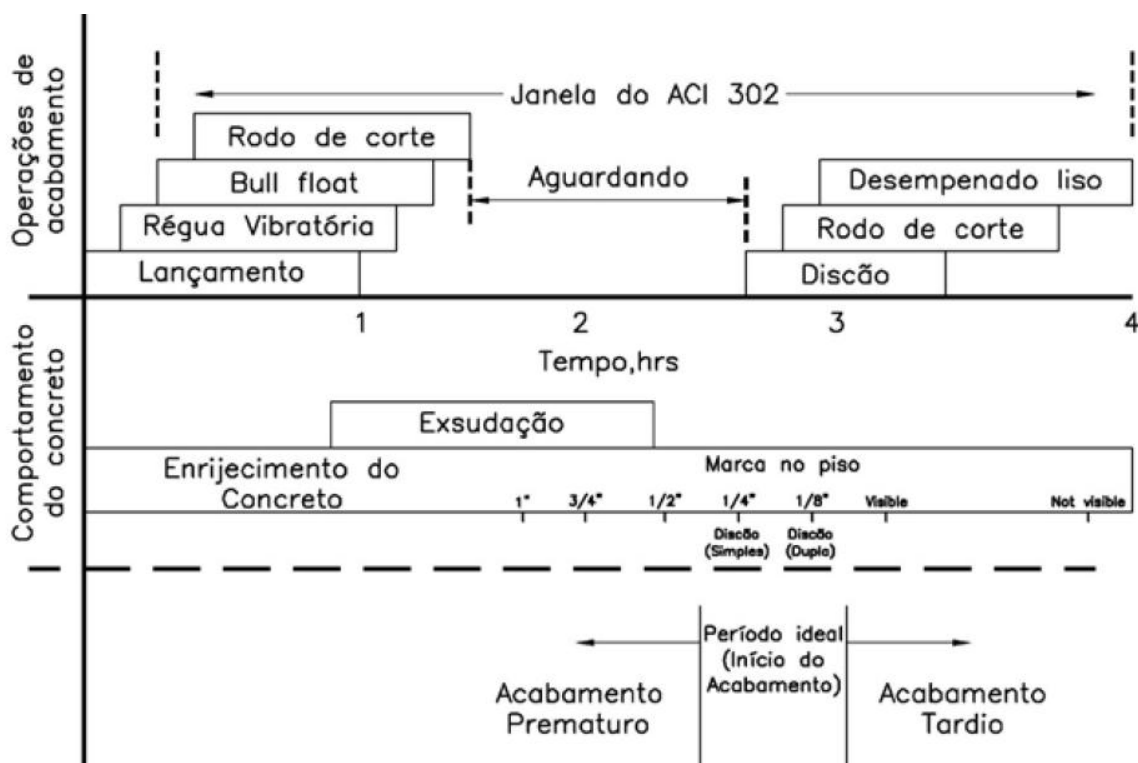 Operações de
acabamento
Janela do ACI 302
Rodo de corte
Bull float
Aguardando
Desempenado liso
Régua Vibratória
Rodo de corte
Lançamento
Discão
1
2
3
4
Tempo,hrs
Comportamento
do concreto
Exsudação
Enrijecimento do
Concreto
Marca no piso
1"
3/4"
1/2"
1/4"
1/8"
Visible
Not visible
Discão
(Simples)
Discão
(Dupla)
Período ideal
(Início do
Acabamento)
Acabamento
Prematuro
Acabamento
Tardio